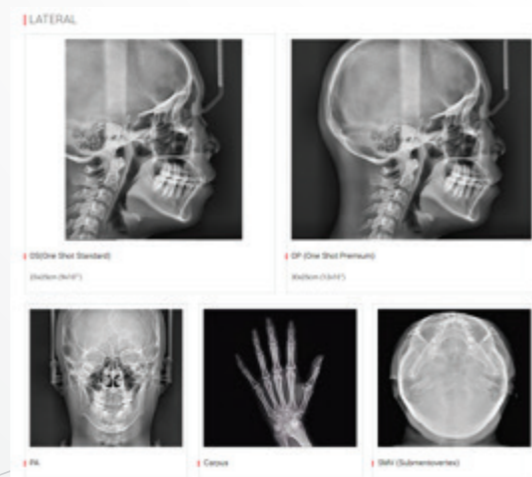 LATERAL
OS(One Shot Standard)
OP (One Shot Premium)
PA
Carpus
SMV (Submentovertex)